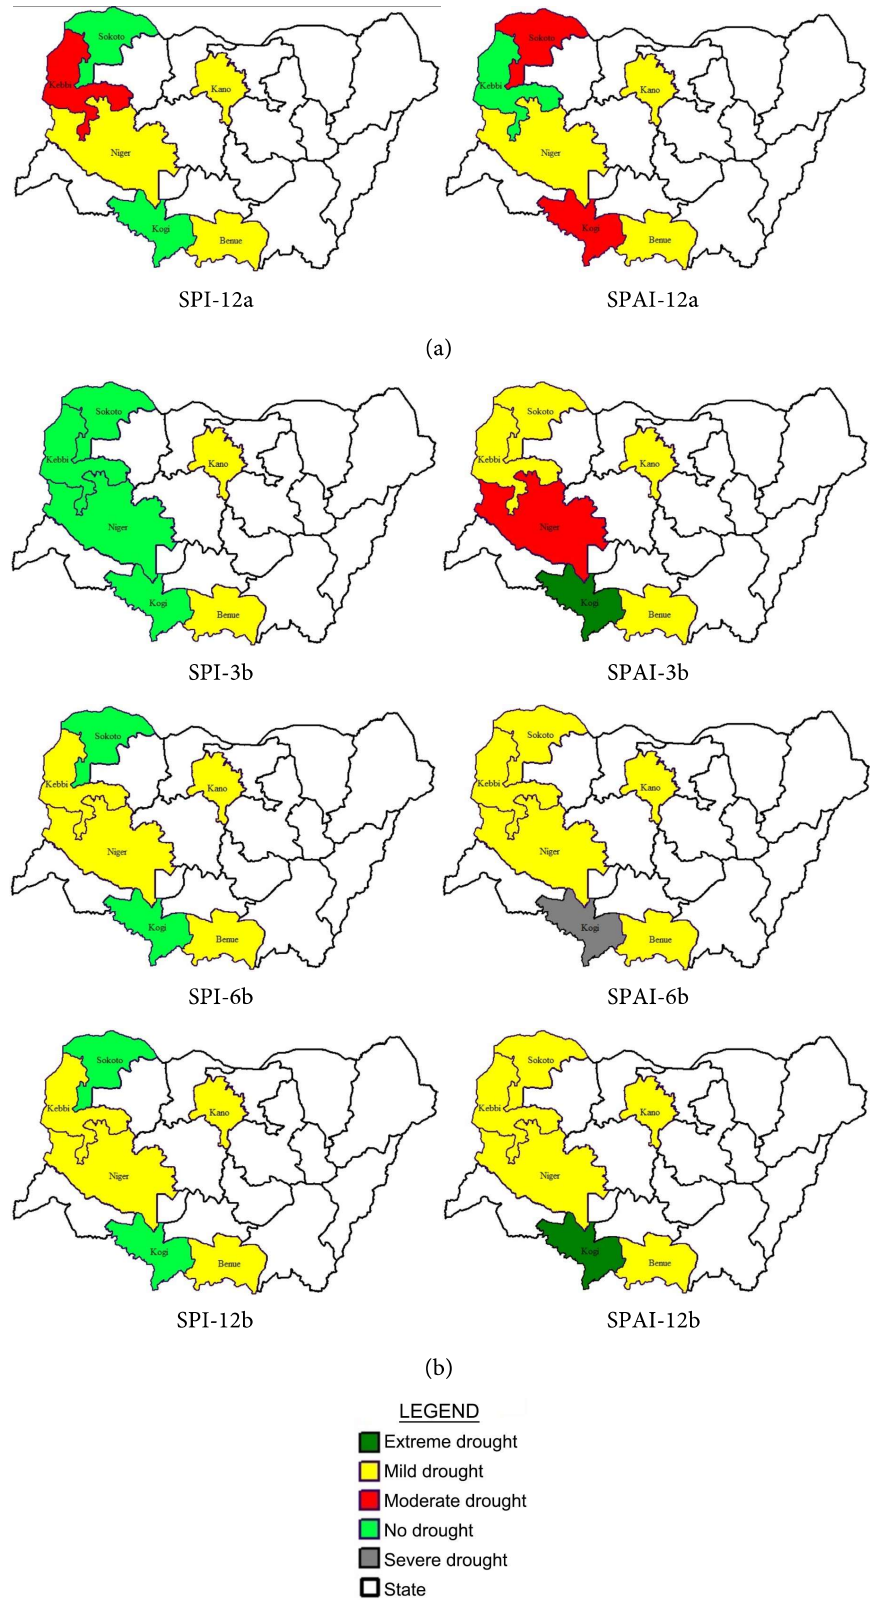 Sokoto
Kebbi
Kano
Niger
Kogi
Benue
SPI-12a
Sokoto
Kano
Niger
Kogi
Benue
SPAI-12a
(a)
Sokoto
Kebbi
Kano
Niger
Kogi
Benue
SPI-3b
Sokoto
Kebbi
Kano
Niger
Kogi
Benue
SPAI-3b
Sokoto
Kebbi
Kano
Niger
Kogi
Benue
SPI-6b
Sokoto
Kebbi
Kano
Niger
Kogi
Benue
SPAI-6b
Sokoto
Kebbi
Kano
Niger
Kogi
Benue
SPI-12b
Sokoto
Kebbi
Kano
Niger
Kogi
Benue
SPAI-12b
(b)
LEGEND
Extreme drought
Mild drought
Moderate drought
No drought
Severe drought
State